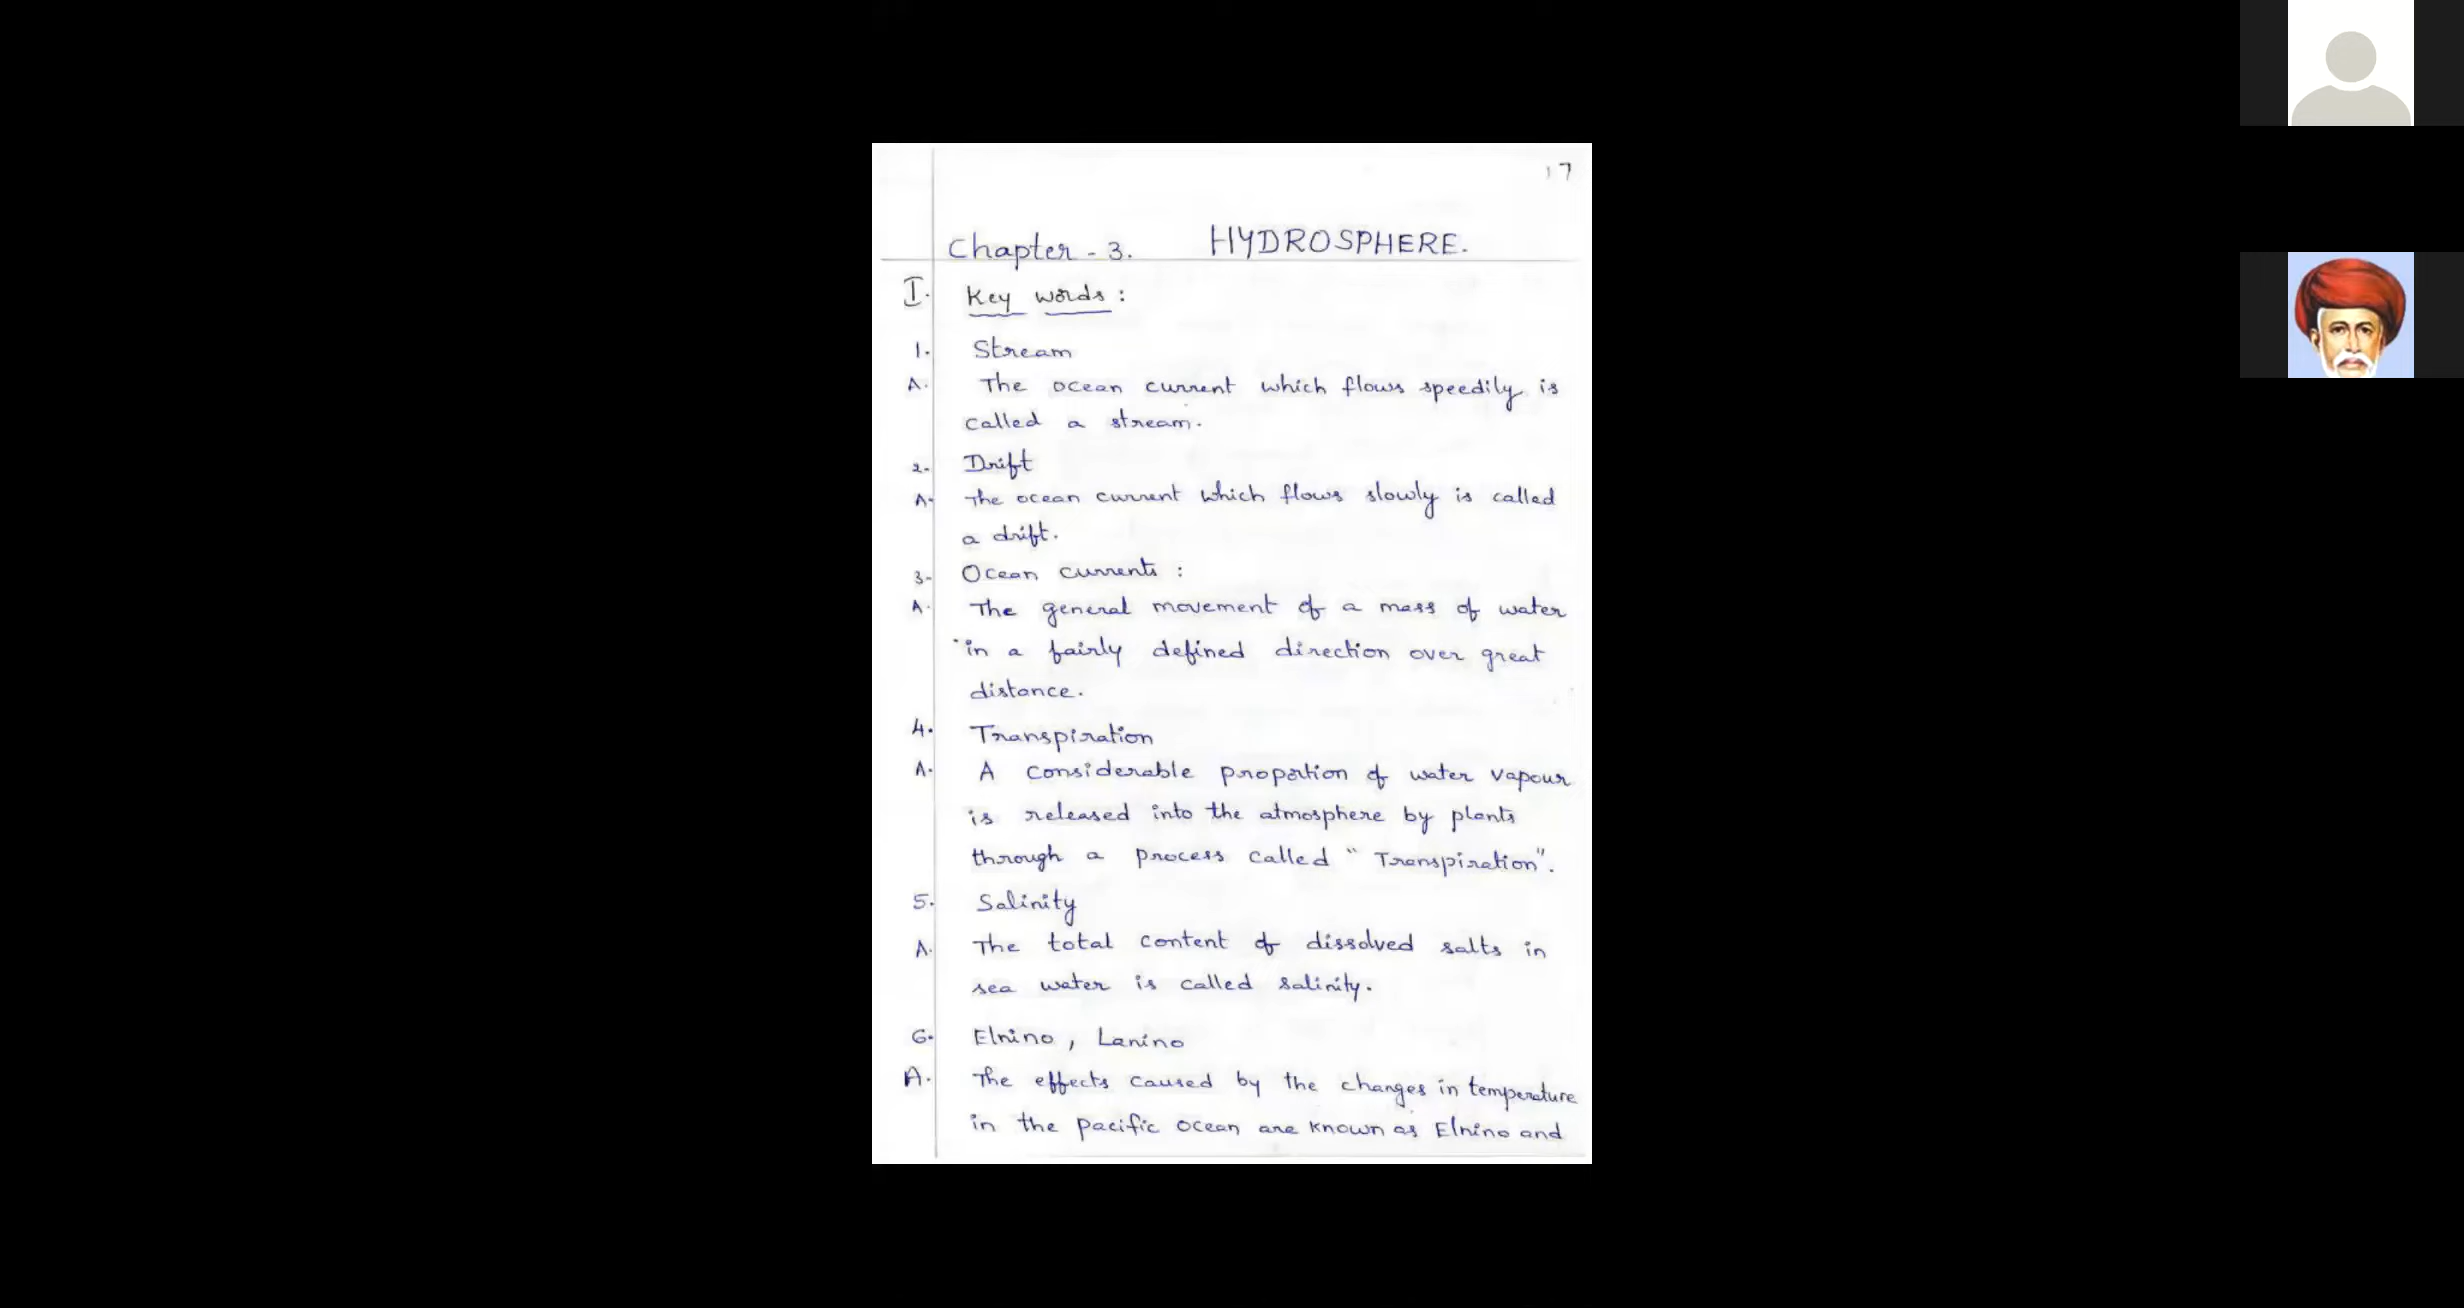 17
Chapter - 3. HYDROSPHERE.
I. Key words :
1. Stream
A. The ocean current which flows speedily is
called a stream.
2. Drift
A. The ocean current which flows slowly is called
a drift.
3. Ocean currents :
A. The general movement of a mass of water
in a fairly defined direction over great
distance.
4. Transpiration
A. A considerable proportion of water vapour
is released into the atmosphere by plants
through a process called "Transpiration".
5. Salinity
A. The total content of dissolved salts in
sea water is called salinity.
6. Elnino, Lanino
A. The effects caused by the changes in temperature
in the pacific ocean are known as Elnino and